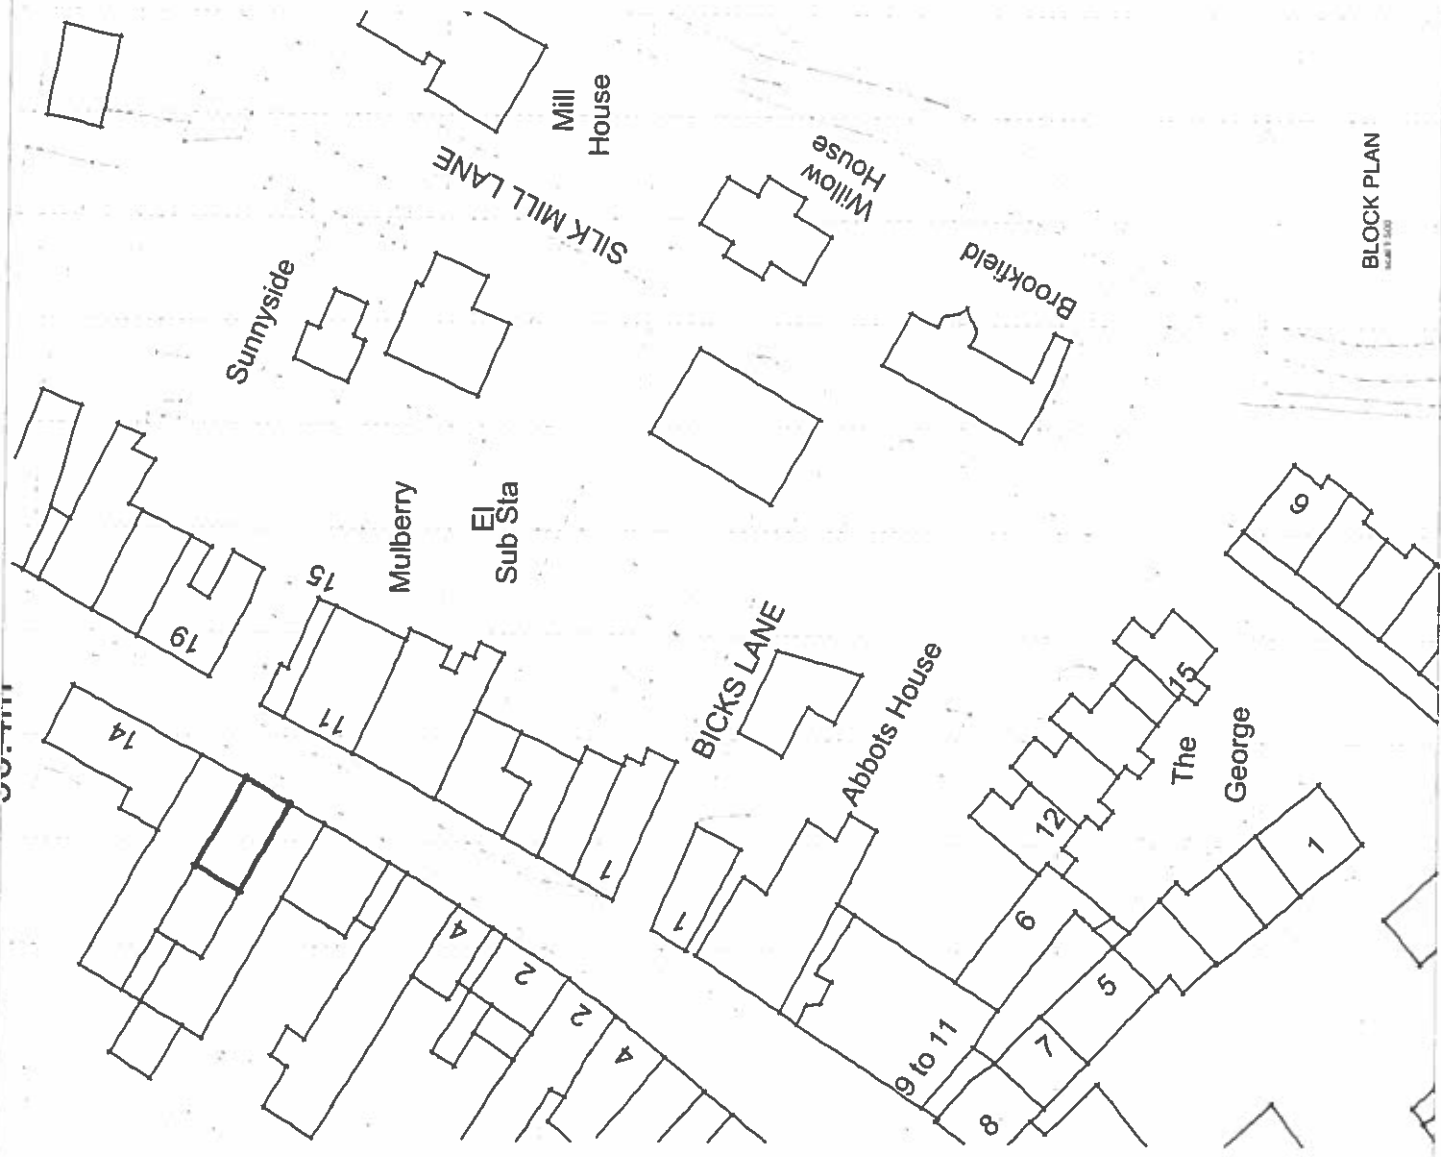 Mill
House
SILK MILL LANE
Willow
House
Sunnyside
Brookfield
BLOCK PLAN
Mulberry
El
Sub Sta
19
15
11
14
1
BICKS LANE
Abbots House
1
4
2
2
4
9 to 11
6
12
15
The
George
1
5
7
8
9